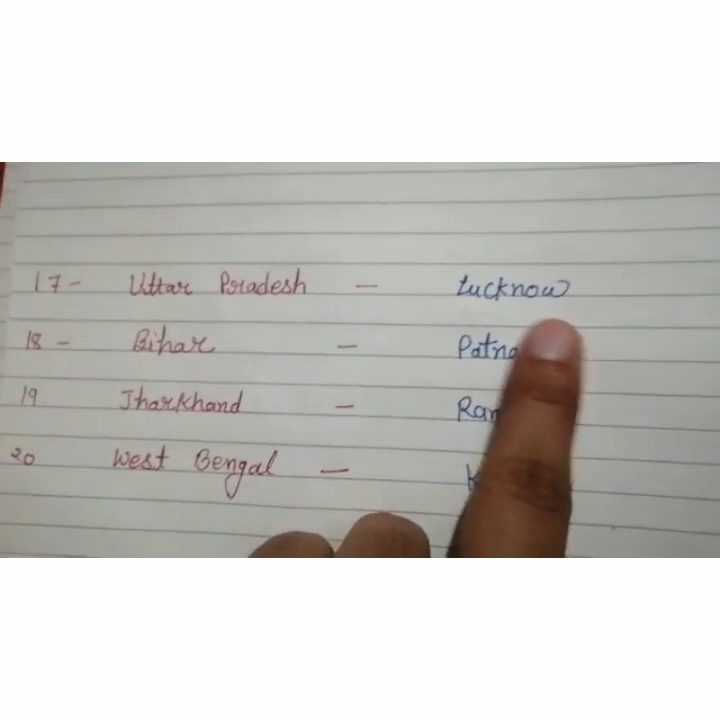 17- Uttar Pradesh - Lucknow
18 - Bihar - Patna
19 Jharkhand -
20 West Bengal -